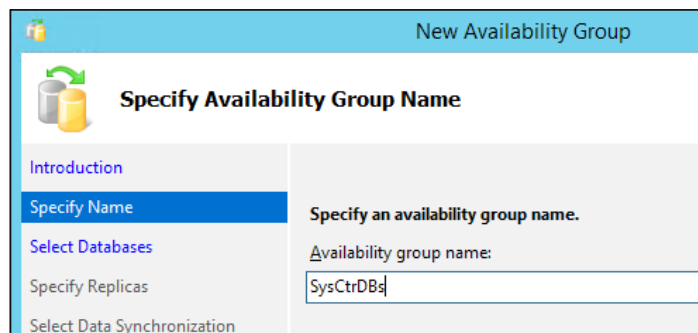 New Availability Group
Specify Availability Group Name
Introduction
Specify Name
Select Databases
Specify Replicas
Select Data Synchronization
Specify an availability group name.
Availability group name:
SysCtrDBs